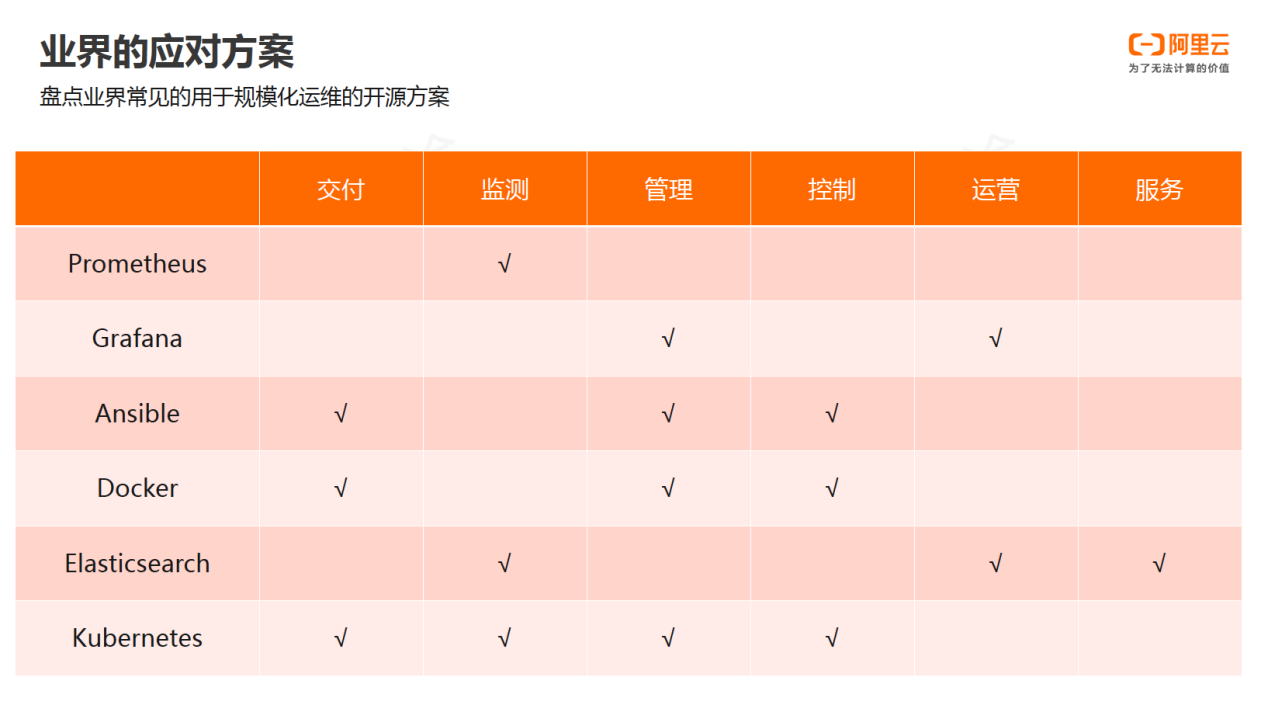 业界的应对方案
阿里云
为了无法计算的价值
盘点业界常见的用于规模化运维的开源方案
交付 监测 管理 控制 运营 服务
Prometheus √
Grafana √ √
Ansible √ √ √
Docker √ √ √
Elasticsearch √ √ √
Kubernetes √ √ √ √